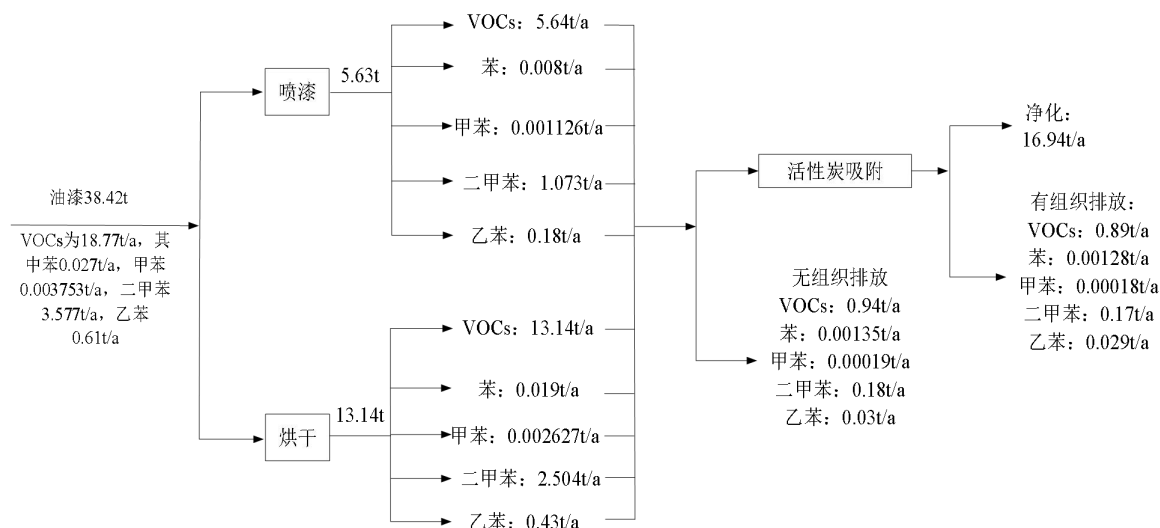 油漆38.42t
VOCs为18.77t/a，其
中苯0.027t/a，甲苯
0.003753t/a，二甲苯
3.577t/a，乙苯
0.61t/a
喷漆
5.63t
VOCs：5.64t/a
苯：0.008t/a
甲苯：0.001126t/a
二甲苯：1.073t/a
乙苯：0.18t/a
烘干
13.14t
VOCs：13.14t/a
苯：0.019t/a
甲苯：0.002627t/a
二甲苯：2.504t/a
乙苯：0.43t/a
活性炭吸附
无组织排放
VOCs：0.94t/a
苯：0.00135t/a
甲苯：0.00019t/a
二甲苯：0.18t/a
乙苯：0.03t/a
净化：
16.94t/a
有组织排放：
VOCs：0.89t/a
苯：0.00128t/a
甲苯：0.00018t/a
二甲苯：0.17t/a
乙苯：0.029t/a